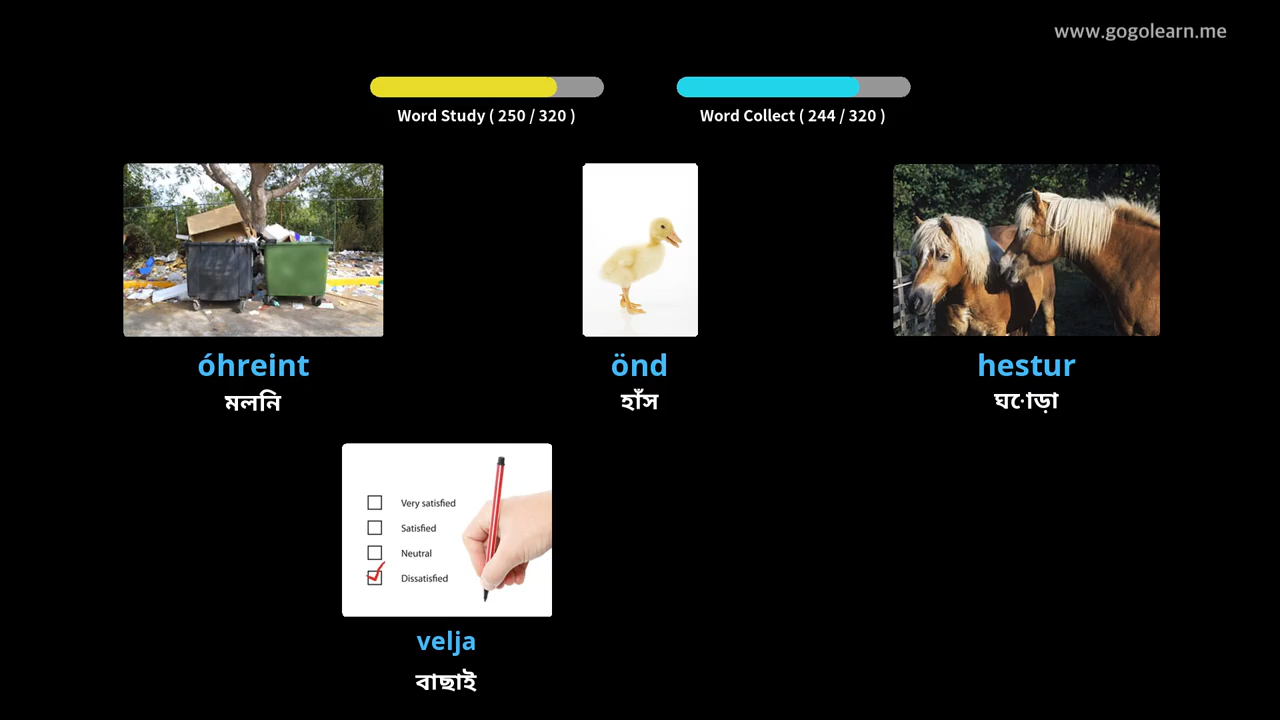 www.gogolearn.me
Word Study ( 250 / 320 )
Word Collect ( 244 / 320 )
óhreint
önd
hestur
মলনি
হাঁস
ঘোড়া
Very satisfied
Satisfied
Neutral
Dissatisfied
velja
বাছাই